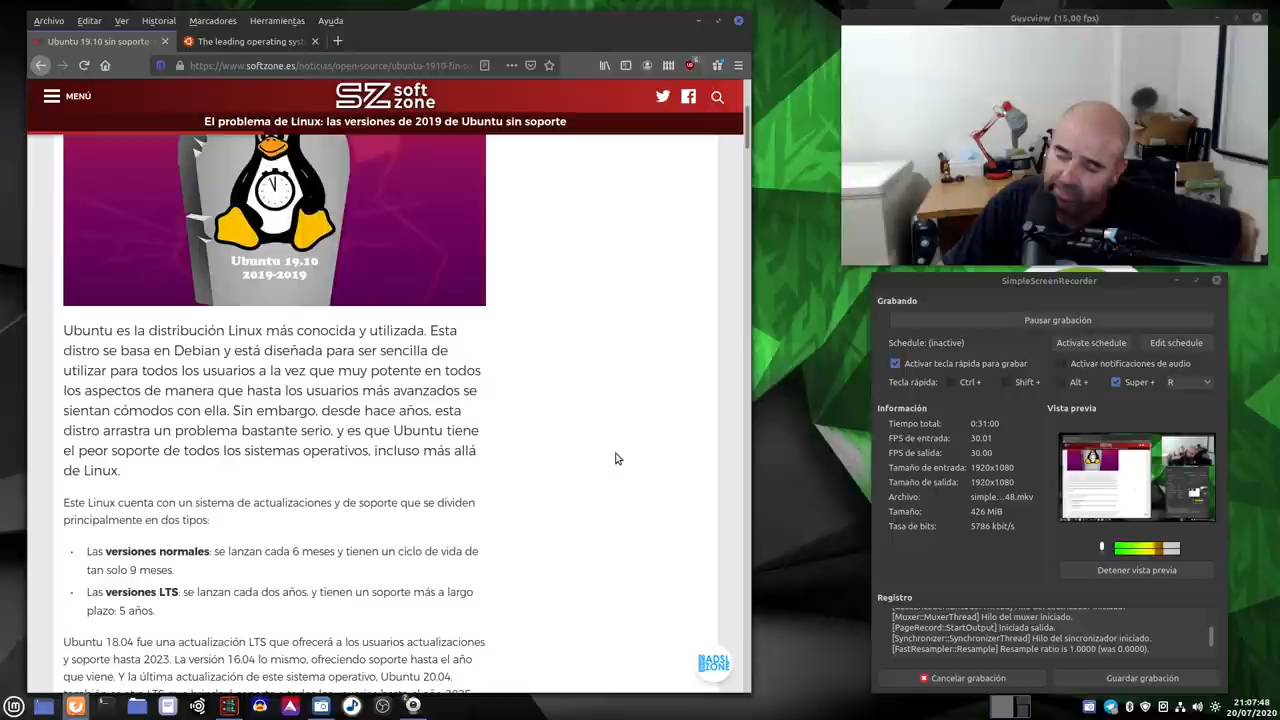 Archivo Editar Ver Historial Marcadores Herramientas Ayuda
Ubuntu 19.10 sin soporte:
The leading operating syst
https://www.softzone.es/noticias/open-source/ubuntu-1910-fin-s
MENÚ
SZ soft zone
El problema de Linux: las versiones de 2019 de Ubuntu sin soporte
Ubuntu 19.10
2019-2019
Ubuntu es la distribución Linux más conocida y utilizada. Esta
distro se basa en Debian y está diseñada para ser sencilla de
utilizar para todos los usuarios a la vez que muy potente en todos
los aspectos de manera que hasta los usuarios más avanzados se
sientan cómodos con ella. Sin embargo, desde hace años, esta
distro arrastra un problema bastante serio, y es que Ubuntu tiene
el peor soporte de todos los sistemas operativos, incluso más allá
de Linux.
Este Linux cuenta con un sistema de actualizaciones y de soporte que se dividen
principalmente en dos tipos:
Las versiones normales: se lanzan cada 6 meses y tienen un ciclo de vida de
tan solo 9 meses.
Las versiones LTS: se lanzan cada dos años, y tienen un soporte más a largo
plazo: 5 años.
Ubuntu 18.04 fue una actualización LTS que ofrecerá a los usuarios actualizaciones
y soporte hasta 2023. La versión 16.04 lo mismo, ofreciendo soporte hasta el año
que viene. Y la última actualización de este sistema operativo, Ubuntu 20.04,
ADSL ZONE
Guvcview (15,00 fps)
SimpleScreenRecorder
Grabando
Pausar grabación
Schedule: (inactive)
Activate schedule
Edit schedule
Activar tecla rápida para grabar
Activar notificaciones de audio
Tecla rápida: Ctrl + Shift + Alt + Super + R
Información
Vista previa
Tiempo total: 0:31:00
FPS de entrada: 30.01
FPS de salida: 30.00
Tamaño de entrada: 1920x1080
Tamaño de salida: 1920x1080
Archivo: simple...48.mkv
Tamaño: 426 MiB
Tasa de bits: 5786 kbit/s
Detener vista previa
Registro
[Muxer::MuxerThread] Hilo del muxer iniciado.
[PageRecord::StartOutput] Iniciada salida.
[Synchronizer::SynchronizerThread] Hilo del sincronizador iniciado.
[FastResampler::Resample] Resample ratio is 1.0000 (was 0.0000).
Cancelar grabación
Guardar grabación
21:07:48
20/07/2020